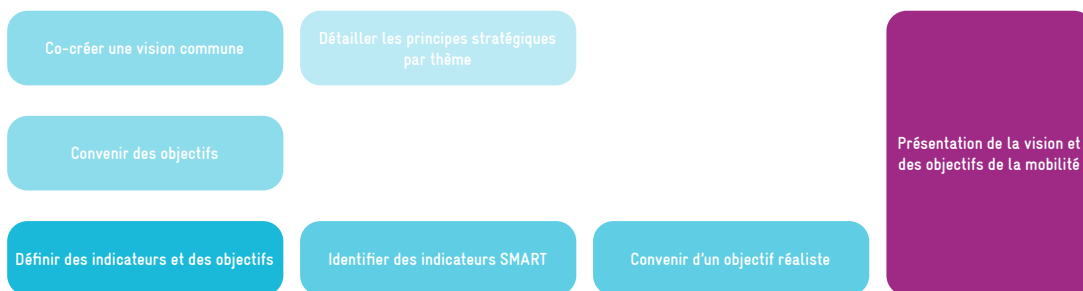 Co-créer une vision commune
Détailler les principes stratégiques
par thème
Convenir des objectifs
Présentation de la vision et
des objectifs de la mobilité
Définir des indicateurs et des objectifs
Identifier des indicateurs SMART
Convenir d'un objectif réaliste